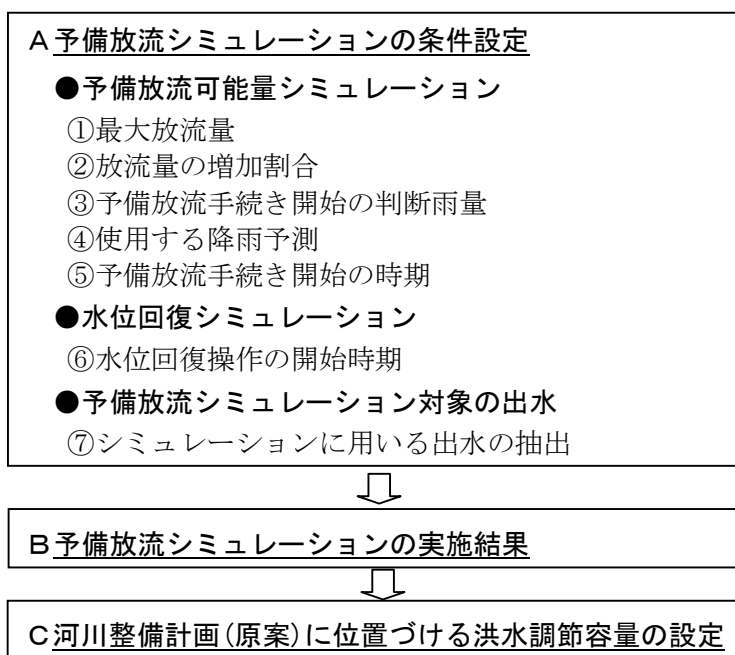 A予備放流シミュレーションの条件設定
●予備放流可能量シミュレーション
①最大放流量
②放流量の増加割合
③予備放流手続き開始の判断雨量
④使用する降雨予測
⑤予備放流手続き開始の時期
●水位回復シミュレーション
⑥水位回復操作の開始時期
●予備放流シミュレーション対象の出水
⑦シミュレーションに用いる出水の抽出
B予備放流シミュレーションの実施結果
C河川整備計画(原案)に位置づける洪水調節容量の設定